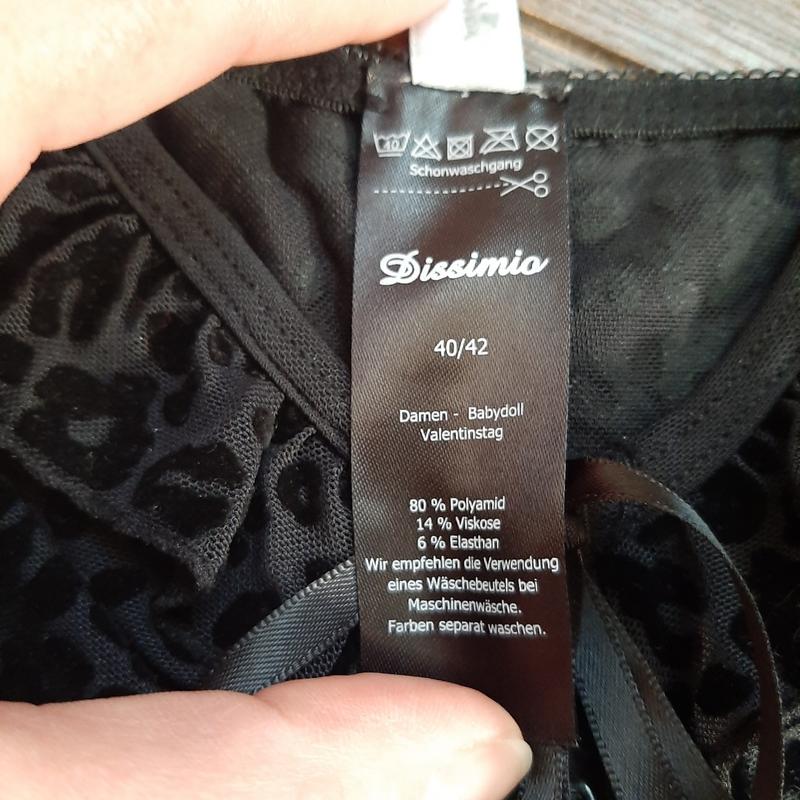 40
Schonwaschgang
Dissimio
40/42
Damen - Babydoll
Valentinstag
80 % Polyamid
14 % Viskose
6 % Elasthan
Wir empfehlen die Verwendung
eines Wäschebeutels bei
Maschinenwäsche.
Farben separat waschen.